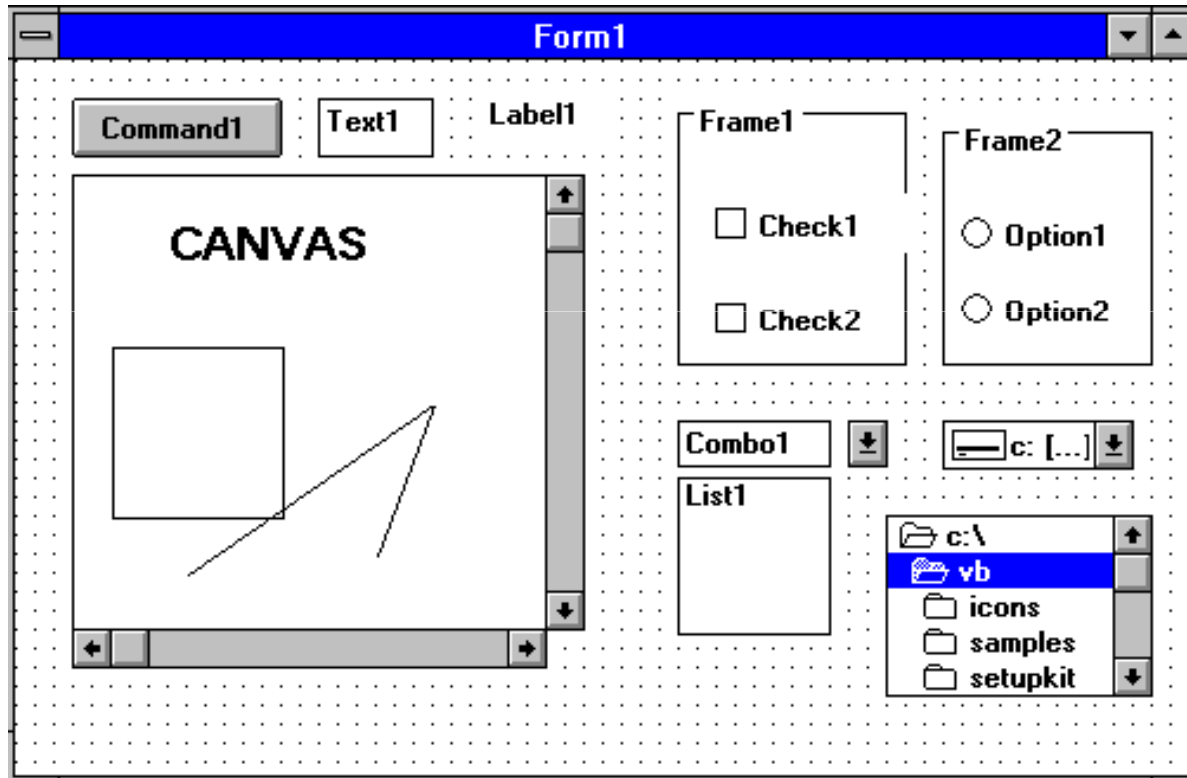 Form1
Command1
Text1
Label1
CANVAS
Frame1
Check1
Check2
Frame2
Option1
Option2
Combo1
c: [...]
List1
c:\
vb
icons
samples
setupkit